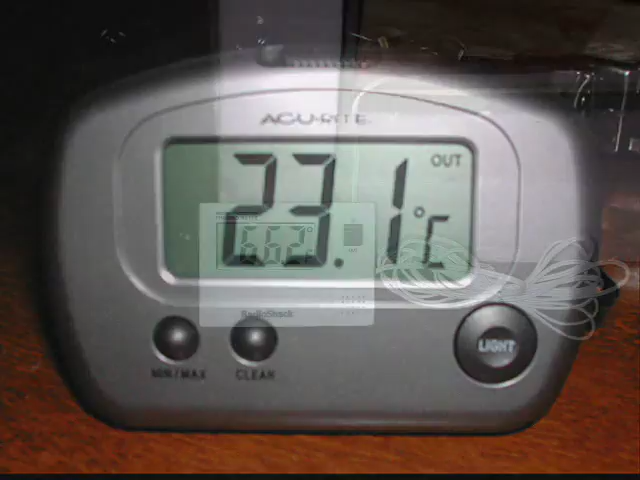 ACU-RITE
OUT
23.1°C
66.2°
RadioShack
LIGHT
MIN/MAX CLEAR